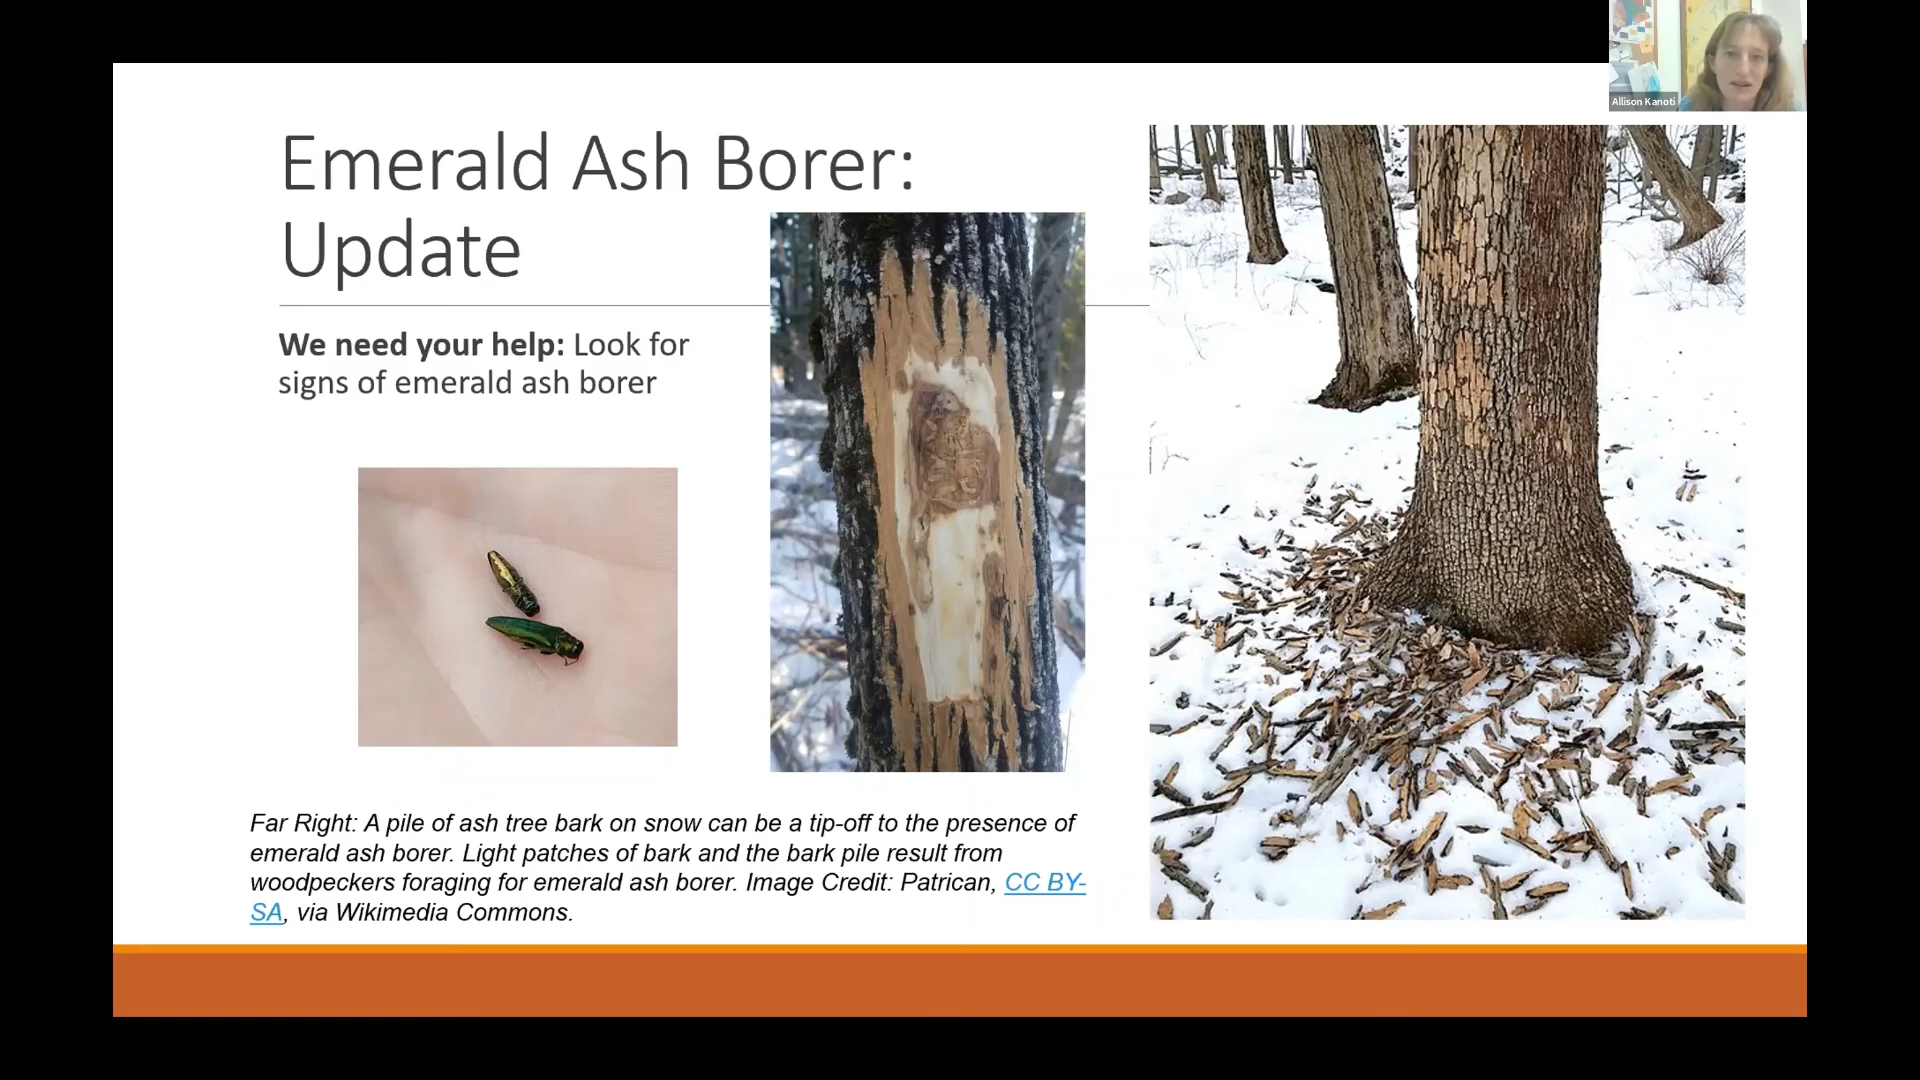 Allison Kanoti
Emerald Ash Borer:
Update
We need your help: Look for
signs of emerald ash borer
Far Right: A pile of ash tree bark on snow can be a tip-off to the presence of
emerald ash borer. Light patches of bark and the bark pile result from
woodpeckers foraging for emerald ash borer. Image Credit: Patrican, CC BY-
SA, via Wikimedia Commons.